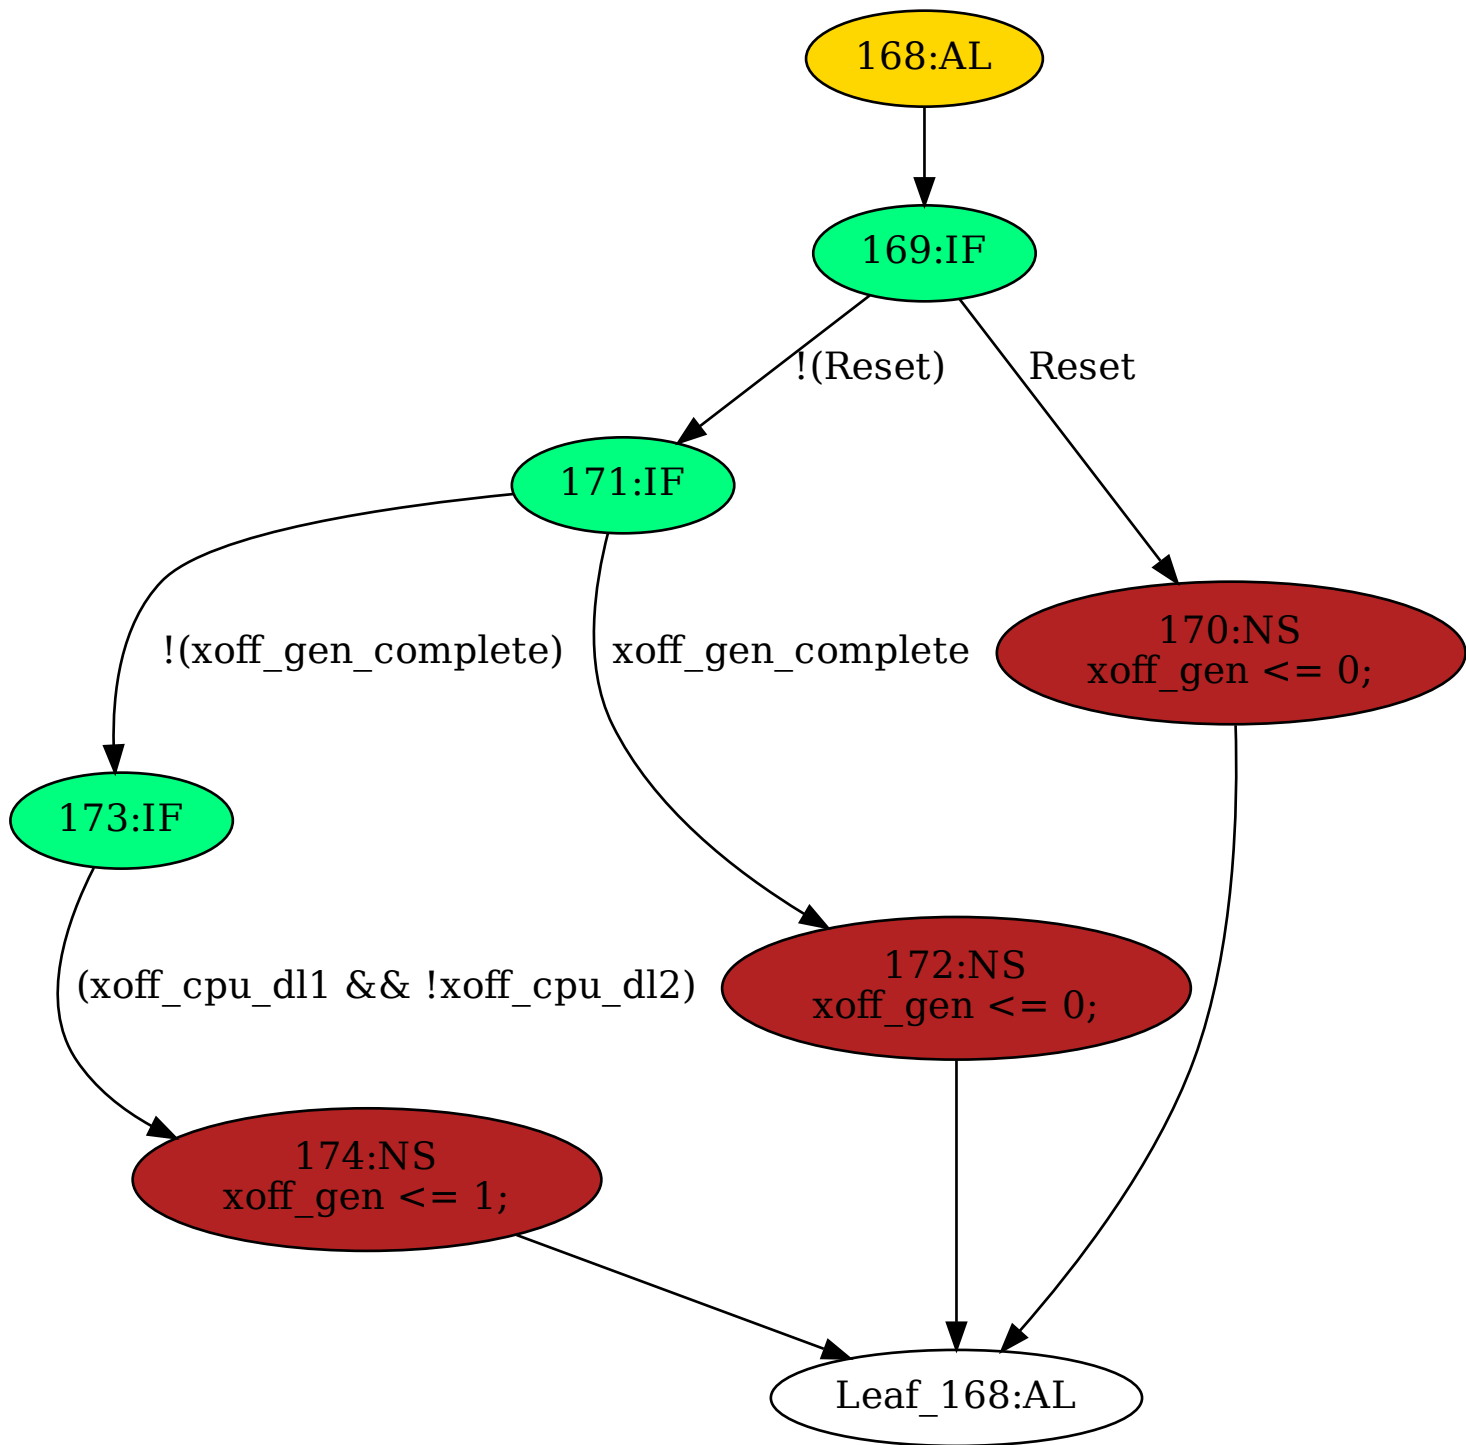 168:AL
169:IF
!(Reset)
Reset
171:IF
170:NS
xoff_gen <= 0;
!(xoff_gen_complete)
xoff_gen_complete
173:IF
172:NS
xoff_gen <= 0;
(xoff_cpu_dl1 && !xoff_cpu_dl2)
174:NS
xoff_gen <= 1;
Leaf_168:AL